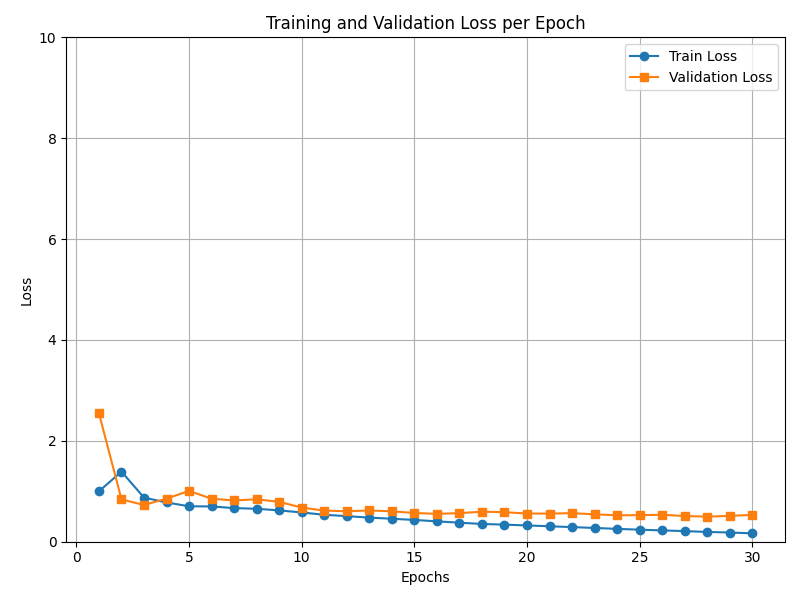 Training and Validation Loss per Epoch
Train Loss
Validation Loss
10
8
6
4
2
0
Loss
0 5 10 15 20 25 30
Epochs